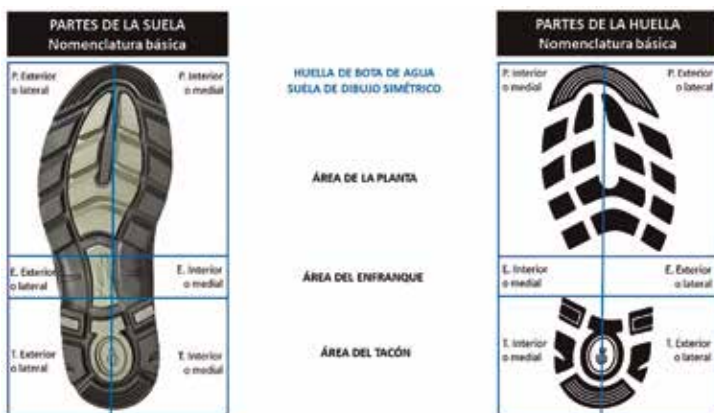 PARTES DE LA SUELA
Nomenclatura básica
P. Exterior
o lateral
P. Interior
o medial
E. Exterior
o lateral
E. Interior
o medial
T. Exterior
o lateral
T. Interior
o medial
HUELLA DE BOTA DE AGUA
SUELA DE DIBUJO SIMÉTRICO
ÁREA DE LA PLANTA
ÁREA DEL ENFRANQUE
ÁREA DEL TACÓN
PARTES DE LA HUELLA
Nomenclatura básica
P. Interior
o medial
P. Exterior
o lateral
E. Interior
o medial
E. Exterior
o lateral
T. Interior
o medial
T. Exterior
o lateral